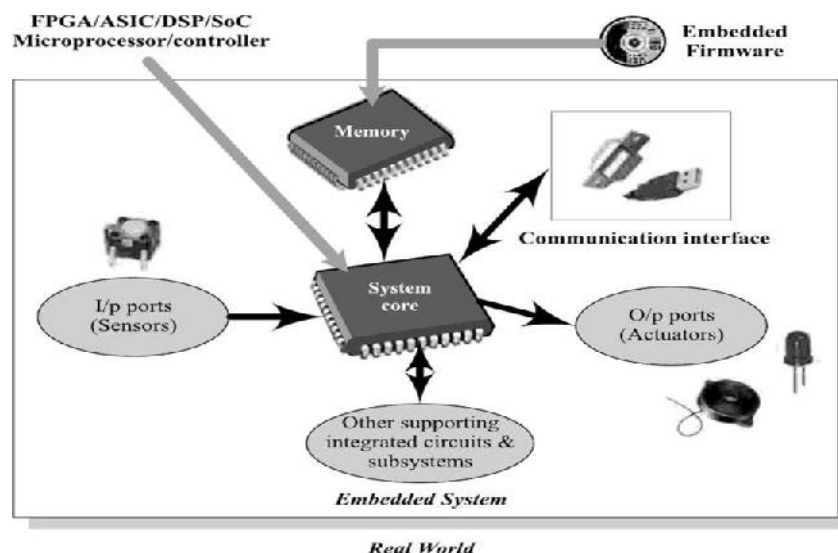 FPGA/ASIC/DSP/SoC
Microprocessor/controller
Embedded
Firmware
Memory
Communication interface
System
core
I/p ports
(Sensors)
O/p ports
(Actuators)
Other supporting
integrated circuits &
subsystems
Embedded System
Real World